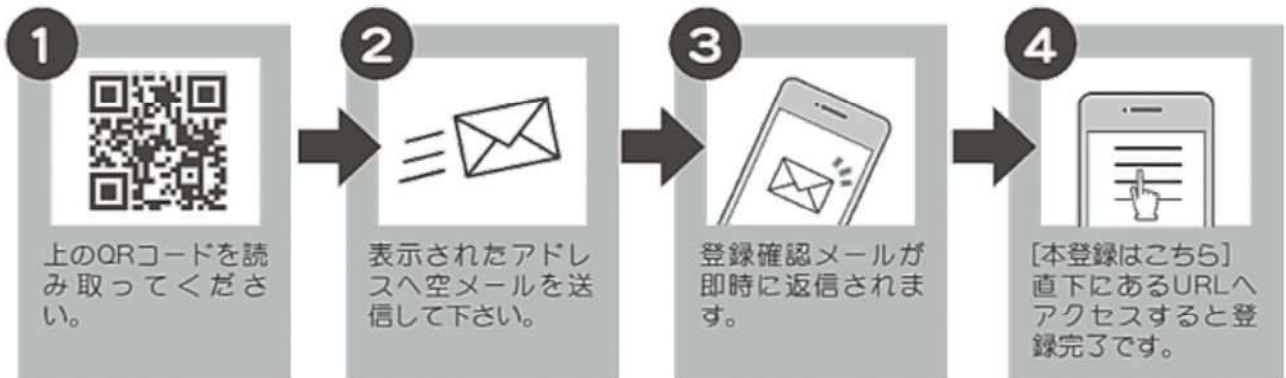 1
上のQRコードを読
み取ってくださ
い。
2
表示されたアドレ
スへ空メールを送
信して下さい。
3
登録確認メールが
即時に返信されま
す。
4
[本登録はこちら]
直下にあるURLへ
アクセスすると登
録完了です。